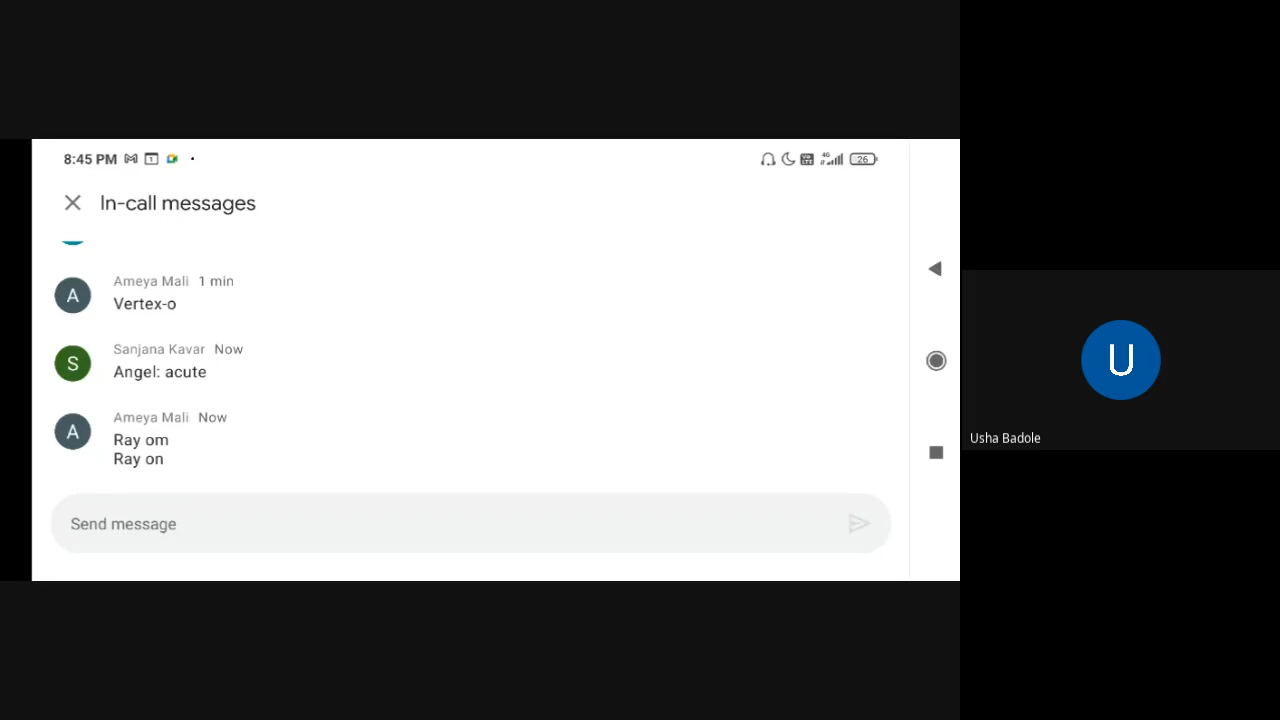 8:45 PM
4G
26
In-call messages
A
Ameya Mali 1 min
Vertex-o
S
Sanjana Kavar Now
Angel: acute
A
Ameya Mali Now
Ray om
Ray on
Send message
U
Usha Badole